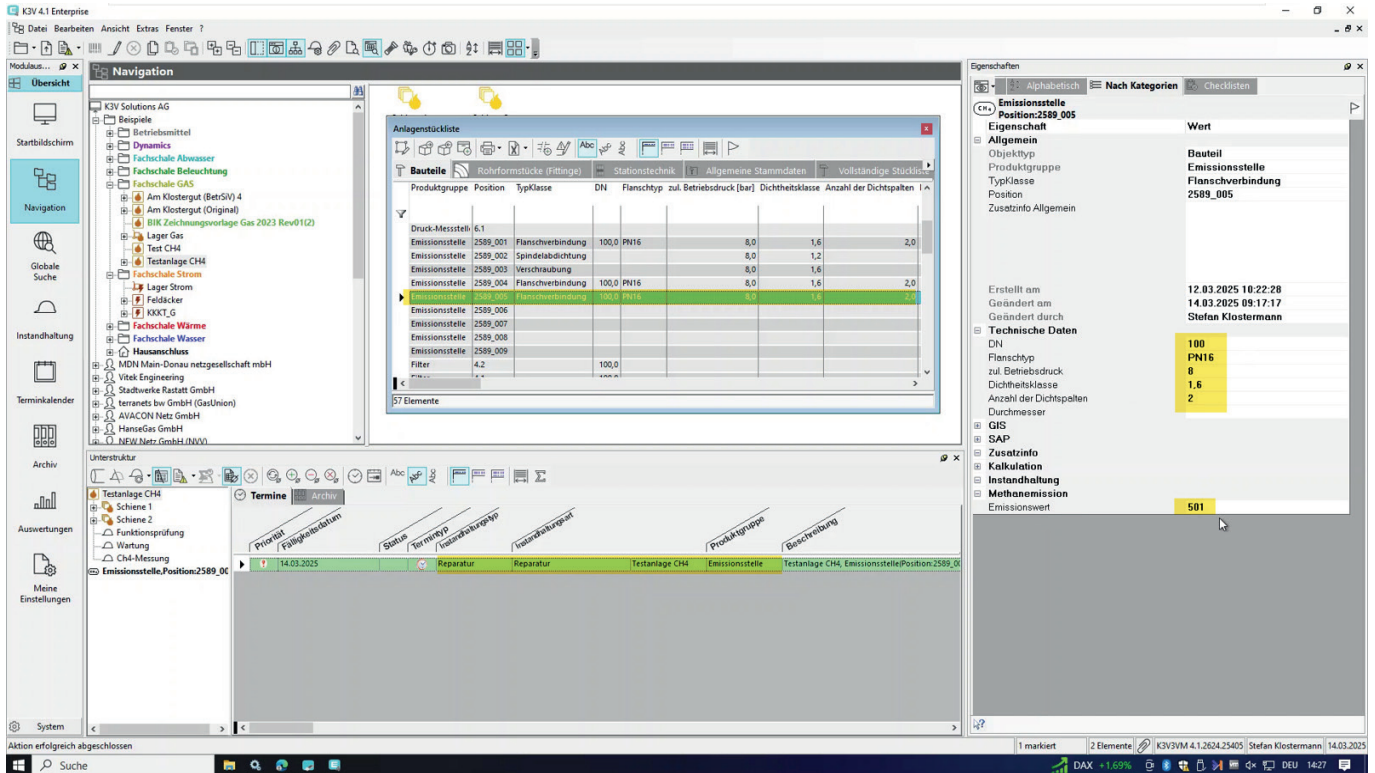 K3V 4.1 Enterprise
Datei Bearbeiten Ansicht Extras Fenster ?
Modulaus...
Übersicht
Startbildschirm
Navigation
Globale
Suche
Instandhaltung
Terminkalender
Archiv
Auswertungen
Meine
Einstellungen
System
Navigation
K3V Solutions AG
Beispiele
Betriebsmittel
Dynamics
Fachschale Abwasser
Fachschale Beleuchtung
Fachschale GAS
Am Klostergut (BetrSiV) 4
Am Klostergut (Original)
BIK Zeichnungsvorlage Gas 2023 Rev01(2)
Lager Gas
Test CH4
Testanlage CH4
Fachschale Strom
Lager Strom
Feldäcker
KKKT_G
Fachschale Wärme
Fachschale Wasser
Hausanschluss
MDN Main-Donau netzgesellschaft mbH
Vitek Engineering
Stadtwerke Rastatt GmbH
terranets bw GmbH (GasUnion)
AVACON Netz GmbH
HanseGas GmbH
NEW Netz GmbH (NVV)
Anlagenstückliste
Abc
Bauteile Rohrformstücke (Fittinge) Stationstechnik Allgemeine Stammdaten Vollständige Stückliste
Produktgruppe Position TypKlasse DN Flanschtyp zul. Betriebsdruck [bar] Dichtheitsklasse Anzahl der Dichtspalten
Druck-Messstell 6.1
Emissionsstelle 2589_001 Flanschverbindung 100,0 PN16 8,0 1,6 2,0
Emissionsstelle 2589_002 Spindelabdichtung 8,0 1,2
Emissionsstelle 2589_003 Verschraubung 8,0 1,6
Emissionsstelle 2589_004 Flanschverbindung 100,0 PN16 8,0 1,6 2,0
Emissionsstelle 2589_005 Flanschverbindung 100,0 PN16 8,0 1,6 2,0
Emissionsstelle 2589_006
Emissionsstelle 2589_007
Emissionsstelle 2589_008
Emissionsstelle 2589_009
Filter 4.2 100,0
57 Elemente
Unterstruktur
Abc
Testanlage CH4
Schiene 1
Schiene 2
Funktionsprüfung
Wartung
Ch4-Messung
Emissionsstelle,Position:2589_00
Termine Archiv
Priorität Fälligkeitsdatum Status Termintyp Instandhaltungstyp Instandhaltungsart Produktgruppe Beschreibung
14.03.2025 Reparatur Reparatur Testanlage CH4 Emissionsstelle Testanlage CH4, Emissionsstelle(Position:2589_00
Eigenschaften
Alphabetisch Nach Kategorien Checklisten
CH4 Emissionsstelle
Position:2589_005
Eigenschaft Wert
Allgemein
Objekttyp Bauteil
Produktgruppe Emissionsstelle
TypKlasse Flanschverbindung
Position 2589_005
Zusatzinfo Allgemein
Erstellt am 12.03.2025 10:22:28
Geändert am 14.03.2025 09:17:17
Geändert durch Stefan Klostermann
Technische Daten
DN 100
Flanschtyp PN16
zul. Betriebsdruck 8
Dichtheitsklasse 1,6
Anzahl der Dichtspalten 2
Durchmesser
GIS
SAP
Zusatzinfo
Kalkulation
Instandhaltung
Methanemission
Emissionswert 501
Aktion erfolgreich abgeschlossen
1 markiert 2 Elemente K3V3VM 4.1.2624.25405 Stefan Klostermann 14.03.2025
Suche
DAX +1.69% DEU 14:27